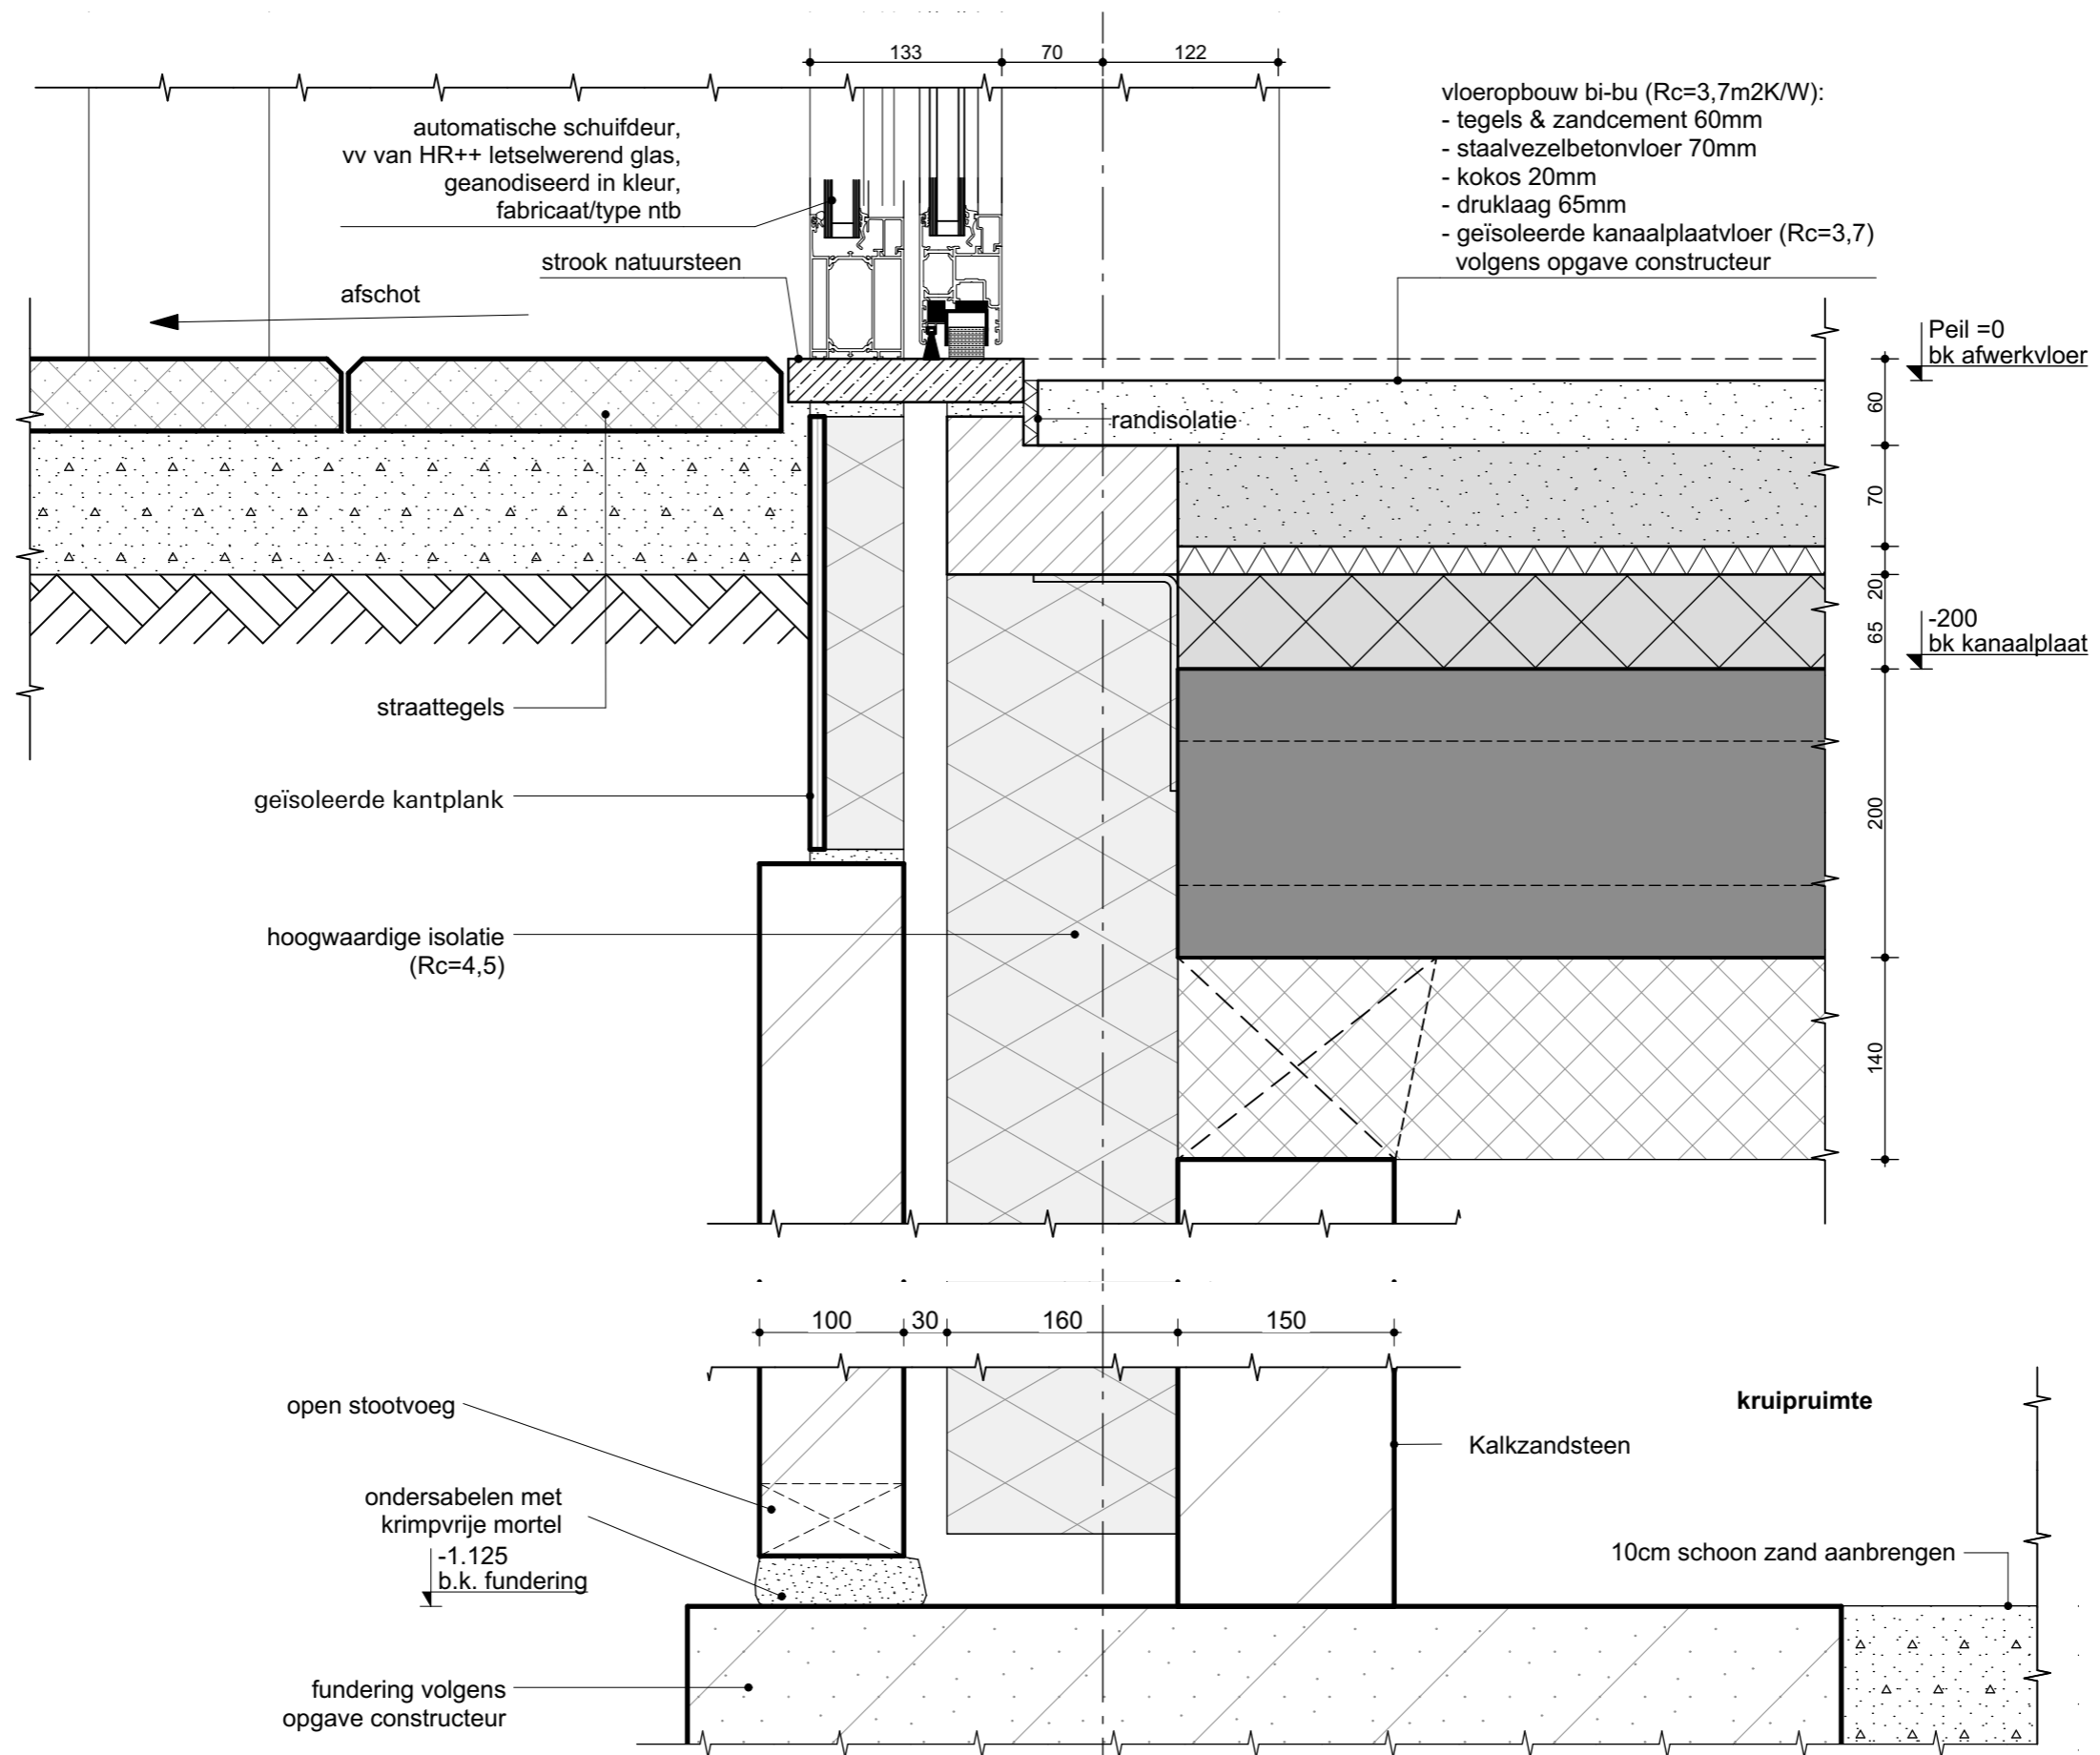 133
70
122
automatische schuifdeur,
vv van HR++ letselwerend glas,
geanodiseerd in kleur,
fabricaat/type ntb
strook natuursteen
afschot
vloeropbouw bi-bu (Rc=3,7m2K/W):
- tegels & zandcement 60mm
- staalvezelbetonvloer 70mm
- kokos 20mm
- druklaag 65mm
- geïsoleerde kanaalplaatvloer (Rc=3,7)
volgens opgave constructeur
Peil =0
bk afwerkvloer
60
randisolatie
70
20
65
-200
bk kanaalplaat
straattegels
geïsoleerde kantplank
200
hoogwaardige isolatie
(Rc=4,5)
140
100
30
160
150
open stootvoeg
kruipruimte
Kalkzandsteen
ondersabelen met
krimpvrije mortel
-1.125
b.k. fundering
10cm schoon zand aanbrengen
fundering volgens
opgave constructeur